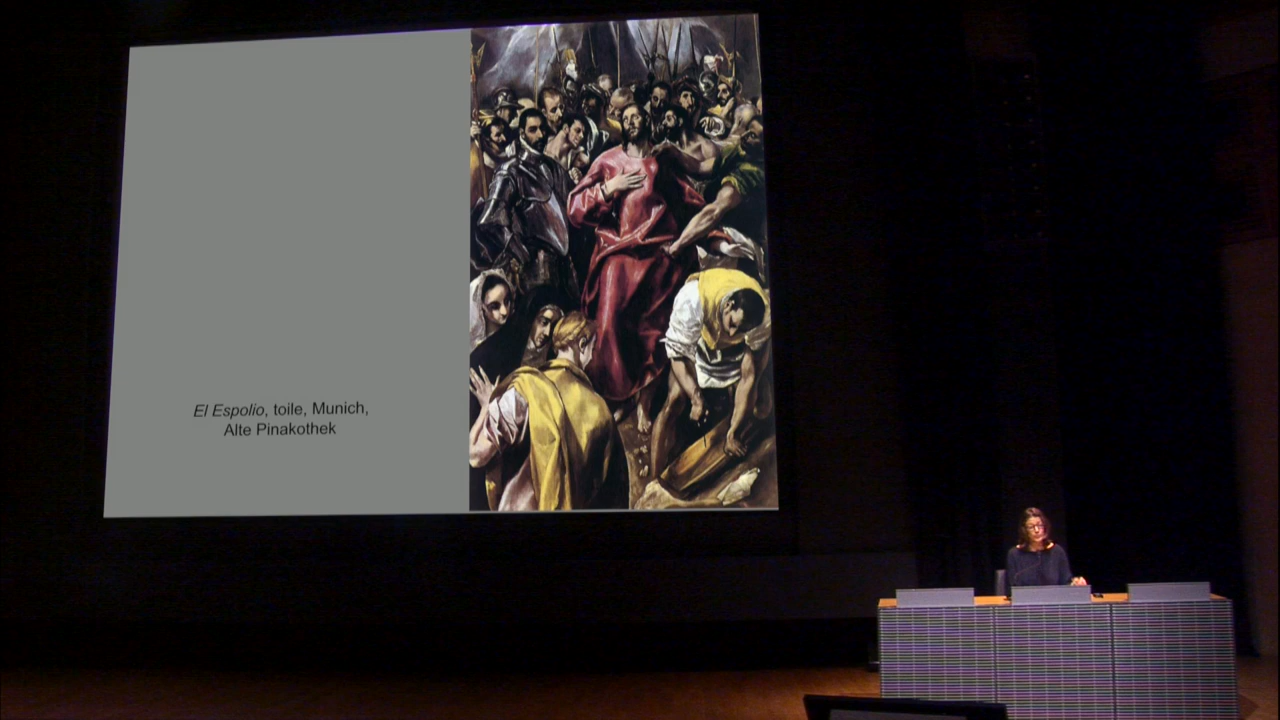 El Espolio, toile, Munich,
Alte Pinakothek